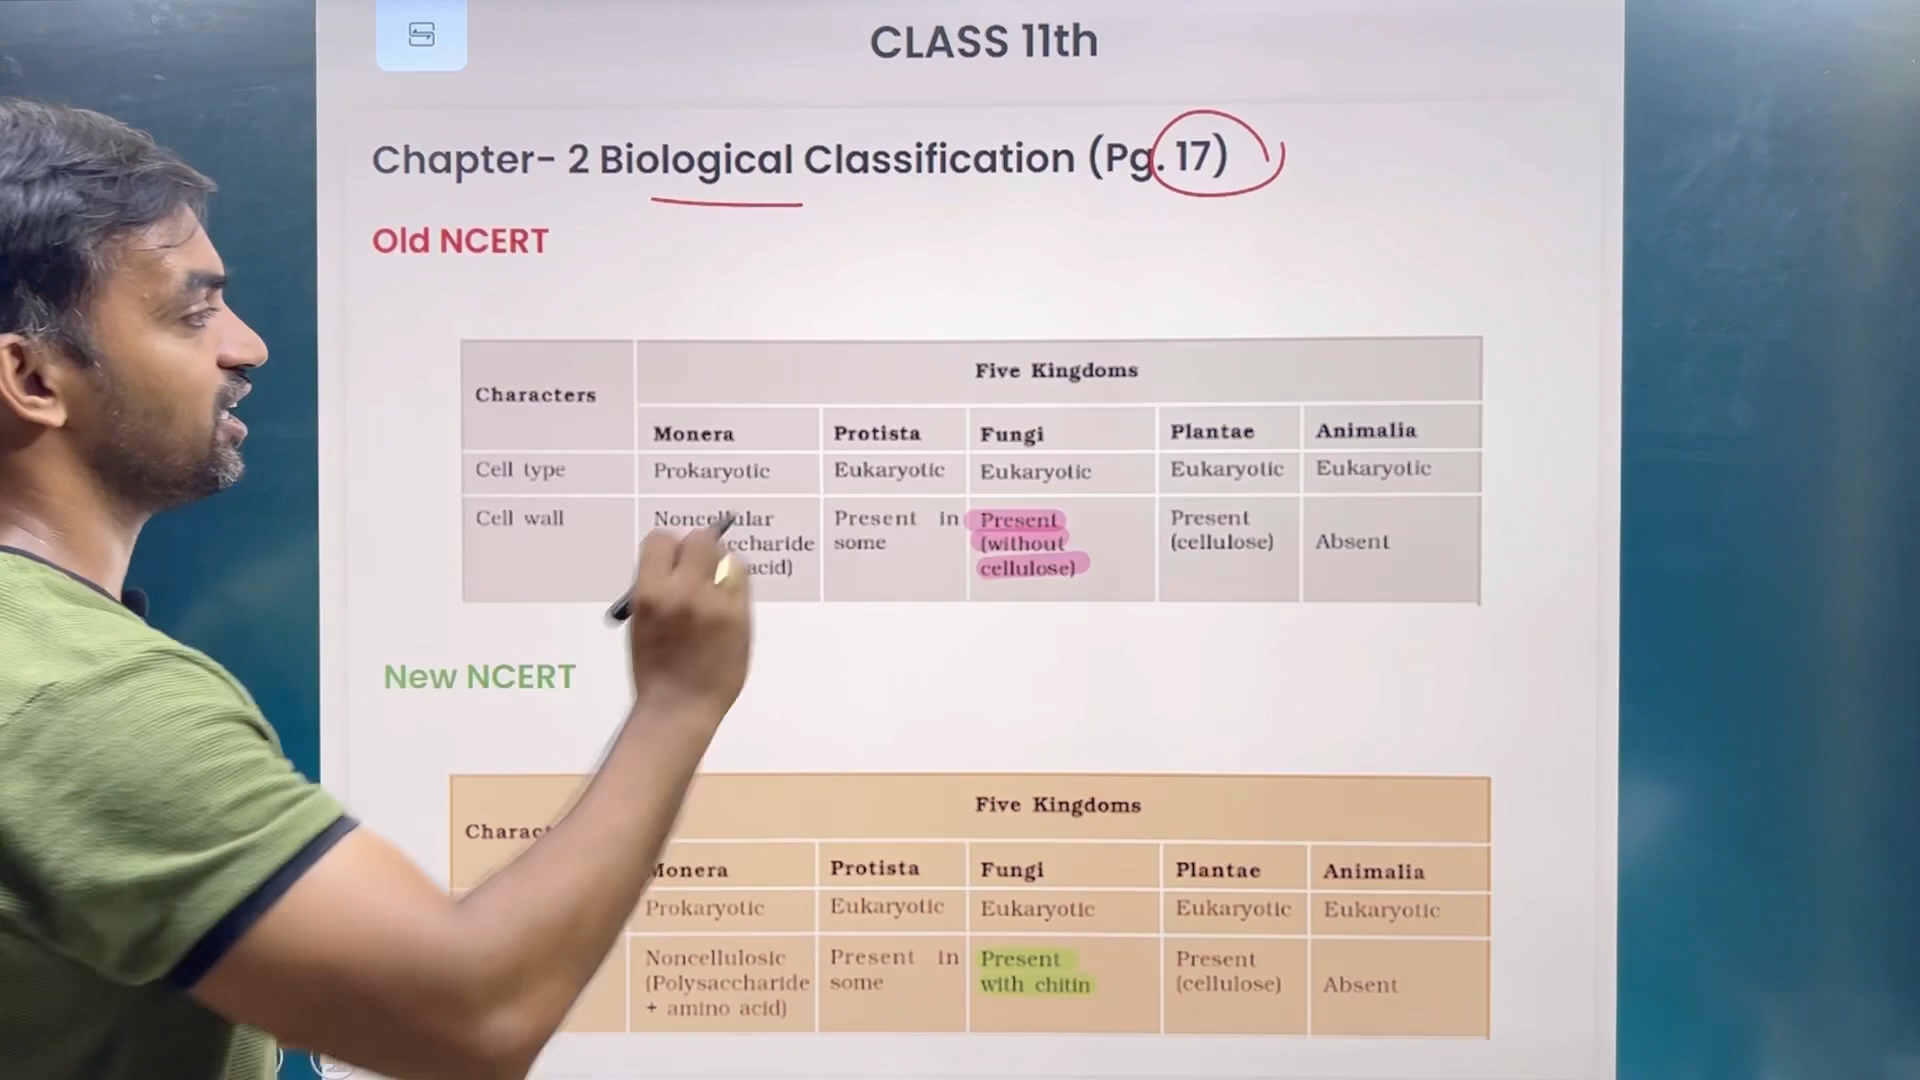 CLASS 11th
Chapter- 2 Biological Classification (Pg. 17)
Old NCERT
Characters
Five Kingdoms
Monera Protista Fungi Plantae Animalia
Cell type Prokaryotic Eukaryotic Eukaryotic Eukaryotic Eukaryotic
Cell wall
Present in
some
Present
(without
cellulose)
Present
(cellulose)
Absent
acid)
New NCERT
Five Kingdoms
Protista Fungi Plantae Animalia
Prokaryotic Eukaryotic Eukaryotic Eukaryotic Eukaryotic
Noncellulosic
(Polysaccharide
+ amino acid)
Present in
some
Present
with chitin
Present
(cellulose)
Absent